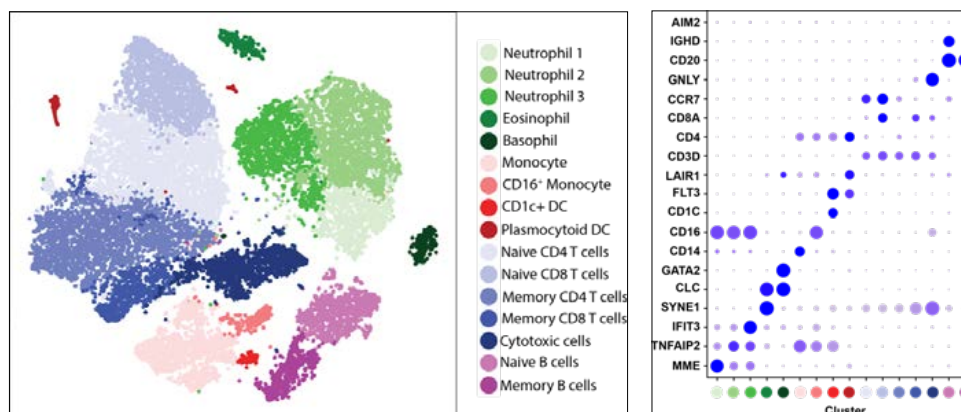 Neutrophil 1
Neutrophil 2
Neutrophil 3
Eosinophil
Basophil
Monocyte
CD16⁺ Monocyte
CD1c+ DC
Plasmocytoid DC
Naive CD4 T cells
Naive CD8 T cells
Memory CD4 T cells
Memory CD8 T cells
Cytotoxic cells
Naive B cells
Memory B cells
AIM2
IGHD
CD20
GNLY
CCR7
CD8A
CD4
CD3D
LAIR1
FLT3
CD1C
CD16
CD14
GATA2
CLC
SYNE1
IFIT3
TNFAIP2
MME
Cluster